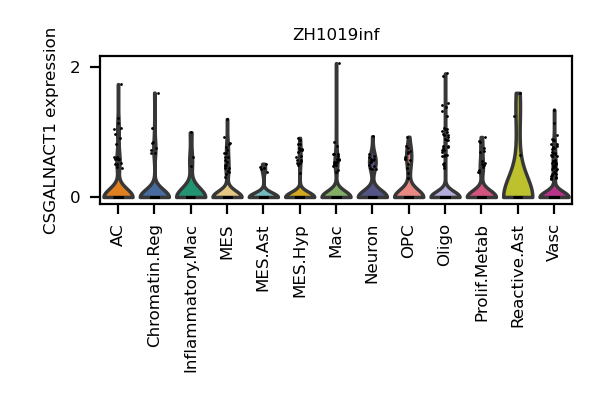 ZH1019inf
CSGALNACT1 expression
2
0
AC
Chromatin.Reg
Inflammatory.Mac
MES
MES.Ast
MES.Hyp
Mac
Neuron
OPC
Oligo
Prolif.Metab
Reactive.Ast
Vasc